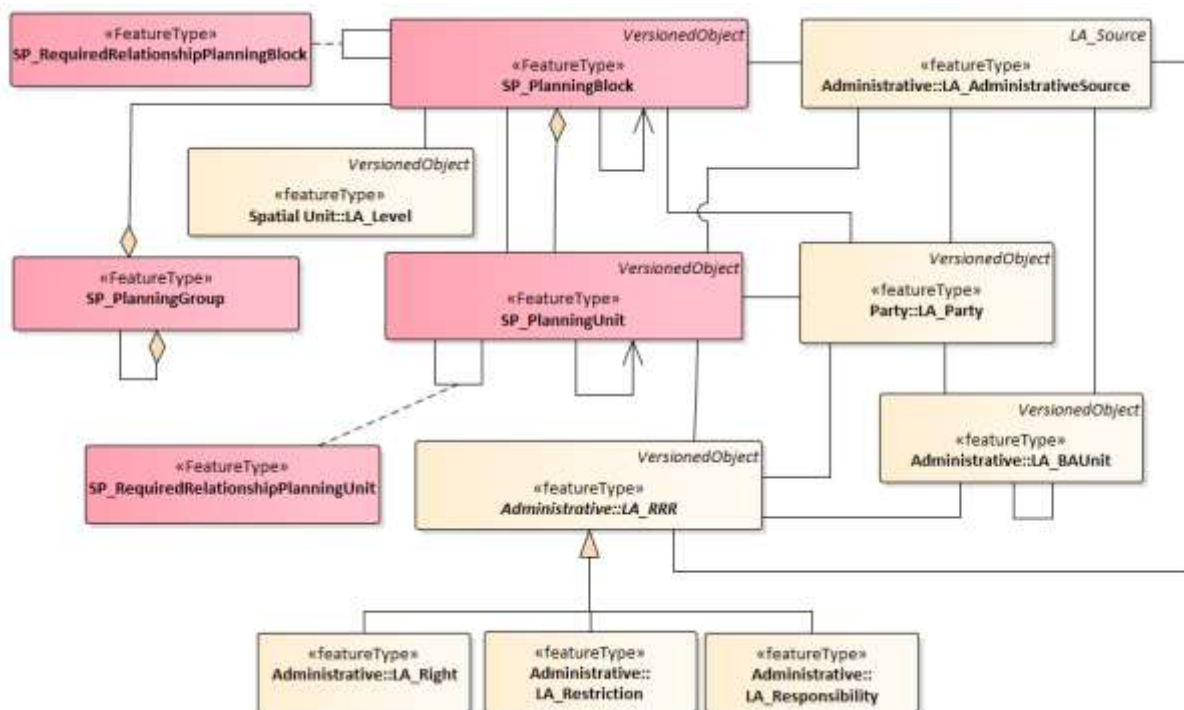 «FeatureType»
SP_RequiredRelationshipPlanningBlock
VersionedObject
«FeatureType»
SP_PlanningBlock
LA_Source
«featureType»
Administrative::LA_AdministrativeSource
VersionedObject
«featureType»
Spatial Unit::LA_Level
«FeatureType»
SP_PlanningGroup
VersionedObject
«FeatureType»
SP_PlanningUnit
VersionedObject
«featureType»
Party::LA_Party
VersionedObject
«featureType»
Administrative::LA_BAUnit
«FeatureType»
SP_RequiredRelationshipPlanningUnit
VersionedObject
«featureType»
Administrative::LA_RRR
«featureType»
Administrative::LA_Right
«featureType»
Administrative::
LA_Restriction
«featureType»
Administrative::
LA_Responsibility